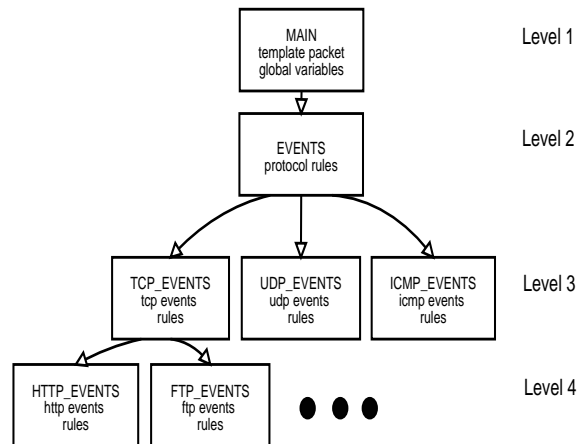 MAIN
template packet
global variables
Level 1
EVENTS
protocol rules
Level 2
TCP_EVENTS
tcp events
rules
UDP_EVENTS
udp events
rules
ICMP_EVENTS
icmp events
rules
Level 3
HTTP_EVENTS
http events
rules
FTP_EVENTS
ftp events
rules
Level 4